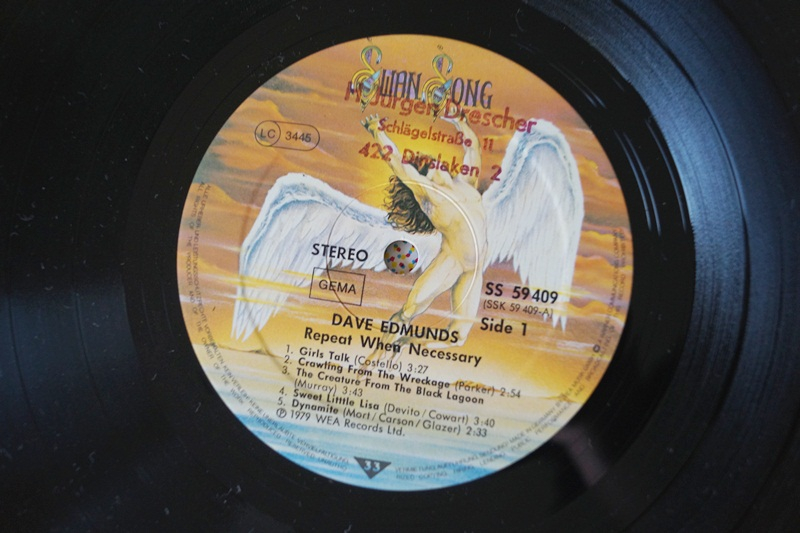 SWAN SONG
H. Jürgen Drescher
Schlägelstraße 11
422 Dinslaken 2
LC 3445
STEREO
GEMA
SS 59 409
(SSK 59 409-A)
Side 1
DAVE EDMUNDS
Repeat When Necessary
1. Girls Talk (Costello) 3:27
2. Crawling From The Wreckage (Parker) 2:54
3. The Creature From The Black Lagoon
(Murray) 3:43
4. Sweet Little Lisa (Devito/Cowart) 3:40
5. Dynamite (Mort/Carson/Glazer) 2:33
℗ 1979 WEA Records Ltd.
33